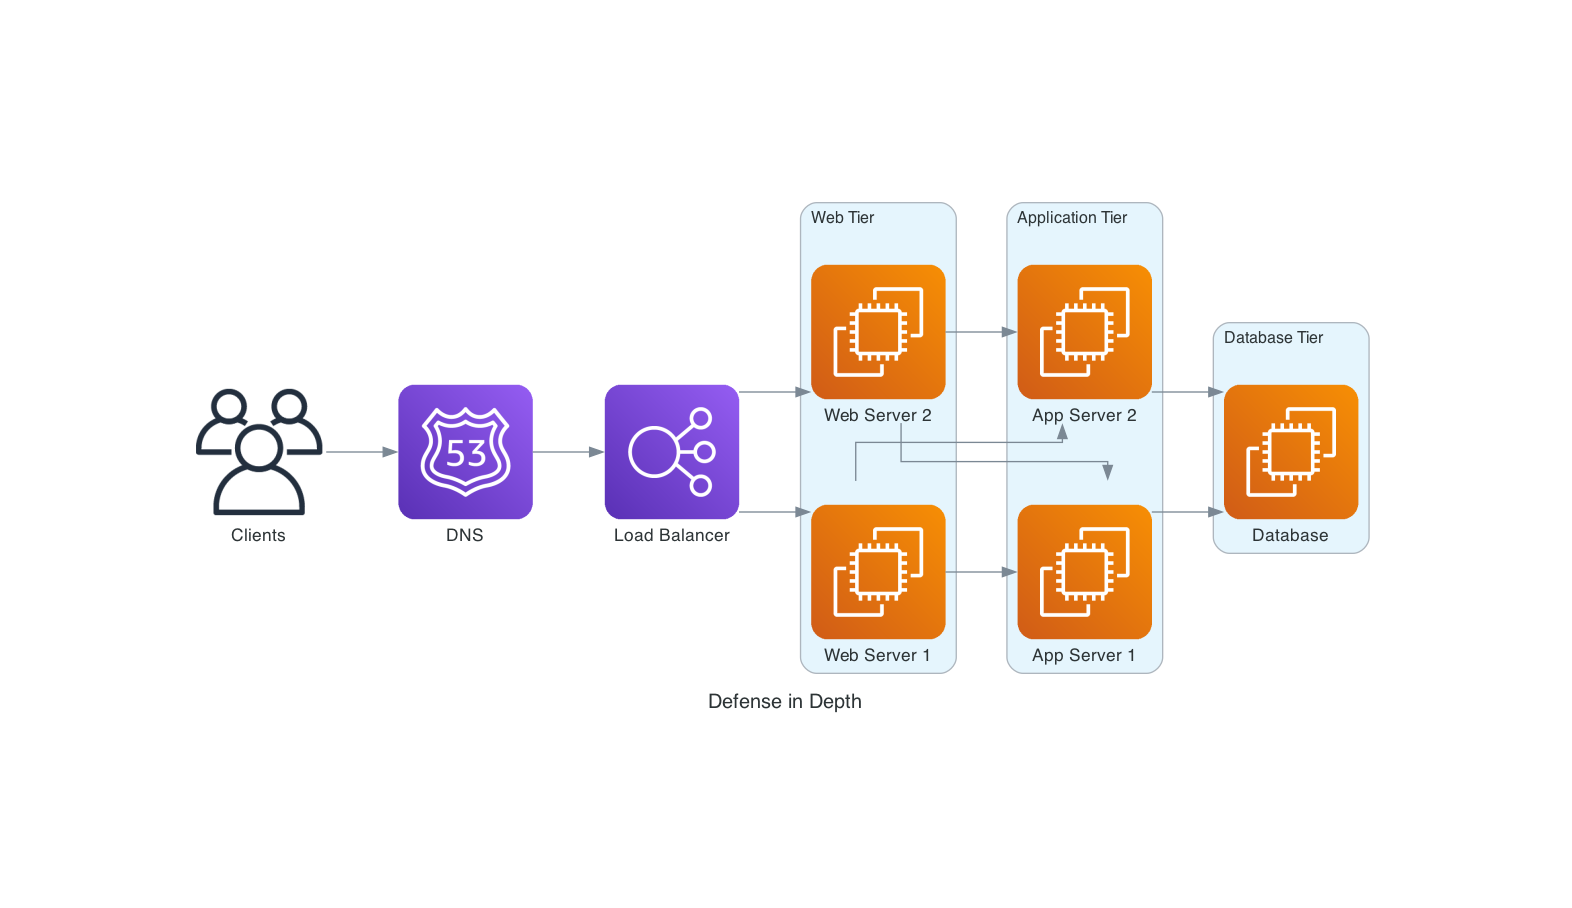 Web Tier
Application Tier
Database Tier
53
Web Server 2
App Server 2
Clients
DNS
Load Balancer
Database
Web Server 1
App Server 1
Defense in Depth